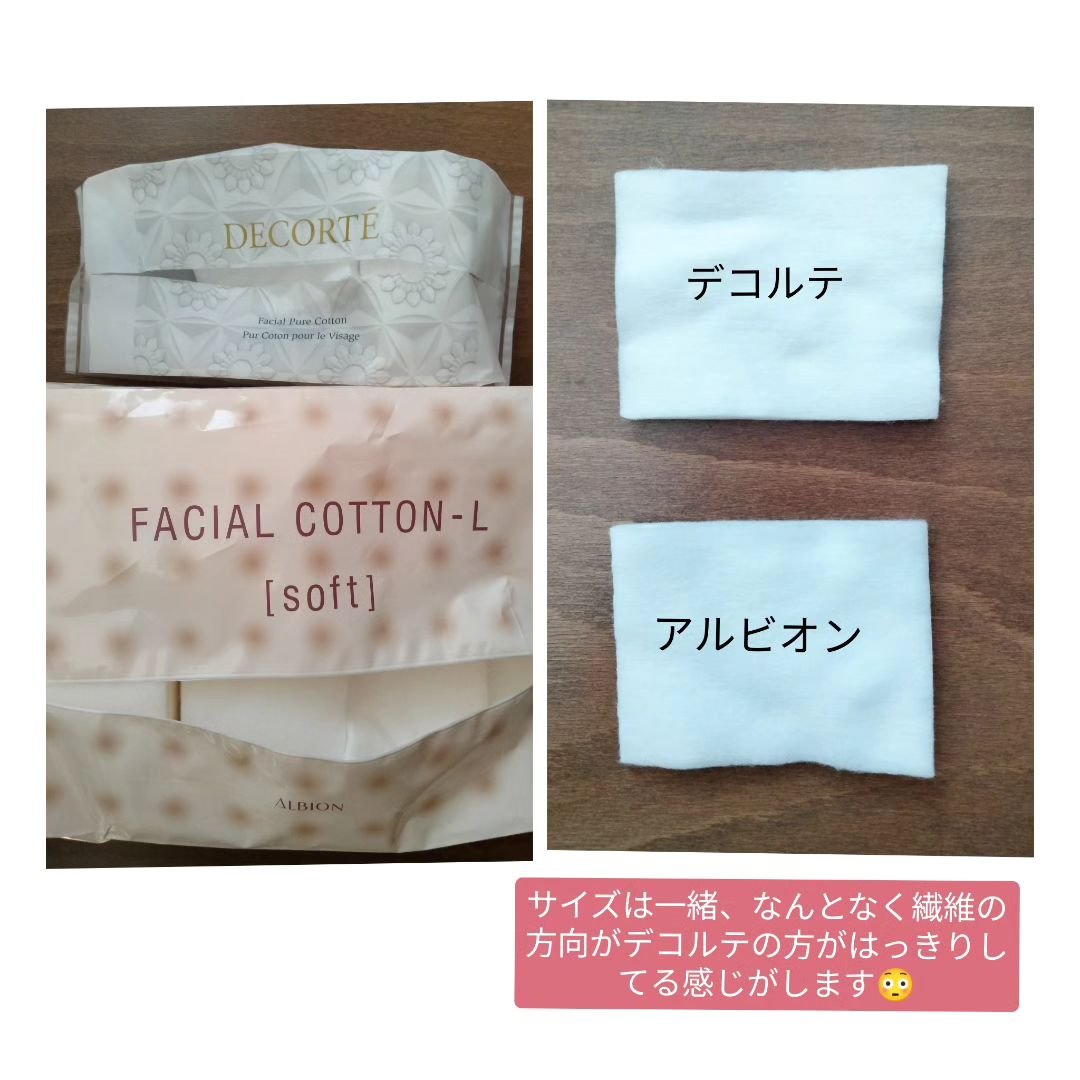 DECORTÉ
Facial Pure Cotton
Pur Coton pour le Visage
FACIAL COTTON-L
[soft]
ALBION
デコルテ
アルビオン
サイズは一緒、なんとなく繊維の
方向がデコルテの方がはっきりし
てる感じがします😳